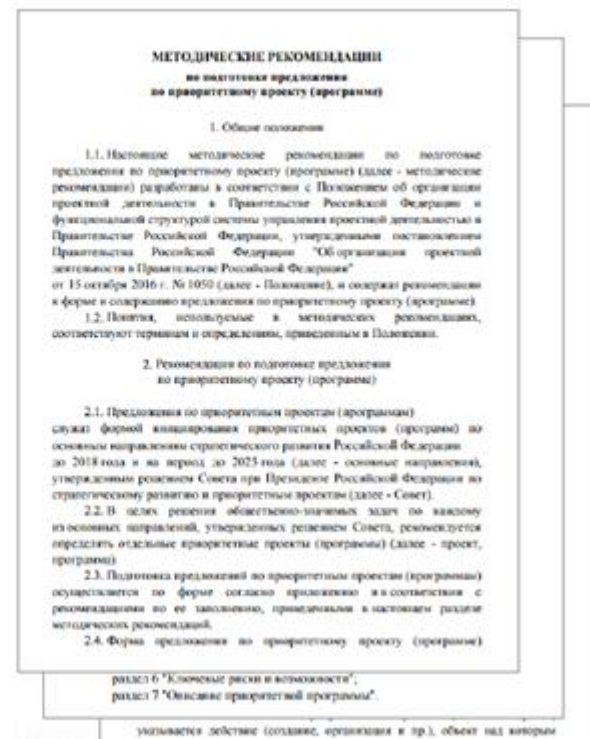 МЕТОДИЧЕСКИЕ РЕКОМЕНДАЦИИ
по подготовке предложения
по приоритетному проекту (программе)
1. Общие положения
1.1. Настоящие методические рекомендации по подготовке
предложения по приоритетному проекту (программе) (далее - методические
рекомендации) разработаны в соответствии с Положением об организации
проектной деятельности в Правительстве Российской Федерации и
функциональной структурой системы управления проектной деятельностью в
Правительстве Российской Федерации, утвержденными постановлением
Правительства Российской Федерации "Об организации проектной
деятельности в Правительстве Российской Федерации"
от 15 октября 2016 г. № 1050 (далее - Положение), и содержат рекомендации
к форме и содержанию предложения по приоритетному проекту (программе).
1.2. Понятия, используемые в методических рекомендациях,
соответствуют терминам и определениям, приведенным в Положении.
2. Рекомендации по подготовке предложения
по приоритетному проекту (программе)
2.1. Предложения по приоритетным проектам (программам)
служат формой инициирования приоритетных проектов (программ) по
основным направлениям стратегического развития Российской Федерации
до 2018 года и на период до 2025 года (далее - основные направления),
утвержденным решением Совета при Президенте Российской Федерации по
стратегическому развитию и приоритетным проектам (далее - Совет).
2.2. В целях решения общественно-значимых задач по каждому
из основных направлений, утвержденных решением Совета, рекомендуется
определять отдельные приоритетные проекты (программы) (далее - проект,
программа).
2.3. Подготовка предложений по приоритетным проектам (программам)
осуществляется по форме согласно приложению и в соответствии с
рекомендациями по ее заполнению, приведенными в настоящем разделе
методических рекомендаций.
2.4. Форма предложения по приоритетному проекту (программе)
раздел 6 "Ключевые риски и возможности";
раздел 7 "Описание приоритетной программы".
указывается действие (создание, организация и пр.), объект над которым